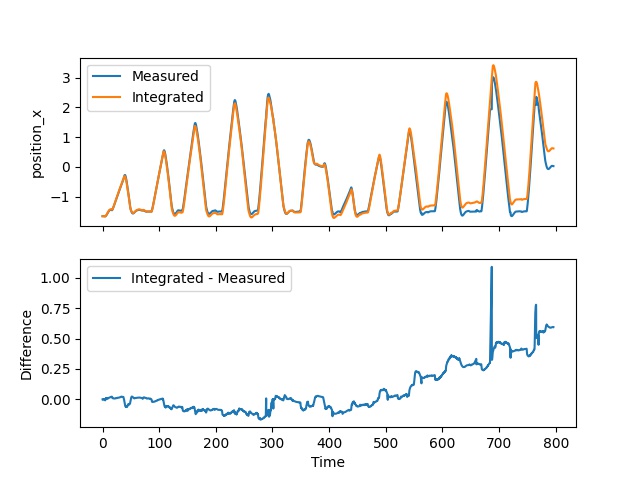 position_x
3
2
1
0
−1
Measured
Integrated
Difference
1.00
0.75
0.50
0.25
0.00
Integrated - Measured
0 100 200 300 400 500 600 700 800
Time